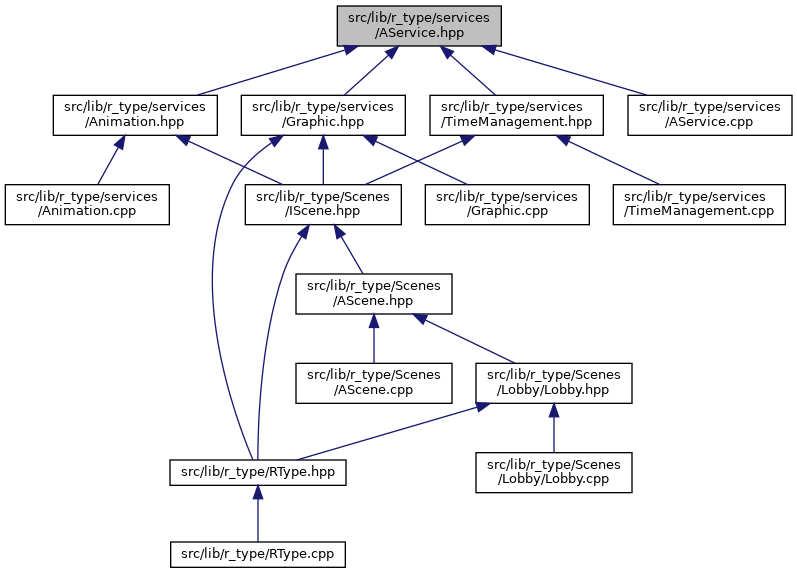 src/lib/r_type/services
/AService.hpp
src/lib/r_type/services
/Animation.hpp
src/lib/r_type/services
/Graphic.hpp
src/lib/r_type/services
/TimeManagement.hpp
src/lib/r_type/services
/AService.cpp
src/lib/r_type/services
/Animation.cpp
src/lib/r_type/Scenes
/IScene.hpp
src/lib/r_type/services
/Graphic.cpp
src/lib/r_type/services
/TimeManagement.cpp
src/lib/r_type/Scenes
/AScene.hpp
src/lib/r_type/Scenes
/AScene.cpp
src/lib/r_type/Scenes
/Lobby/Lobby.hpp
src/lib/r_type/RType.hpp
src/lib/r_type/Scenes
/Lobby/Lobby.cpp
src/lib/r_type/RType.cpp